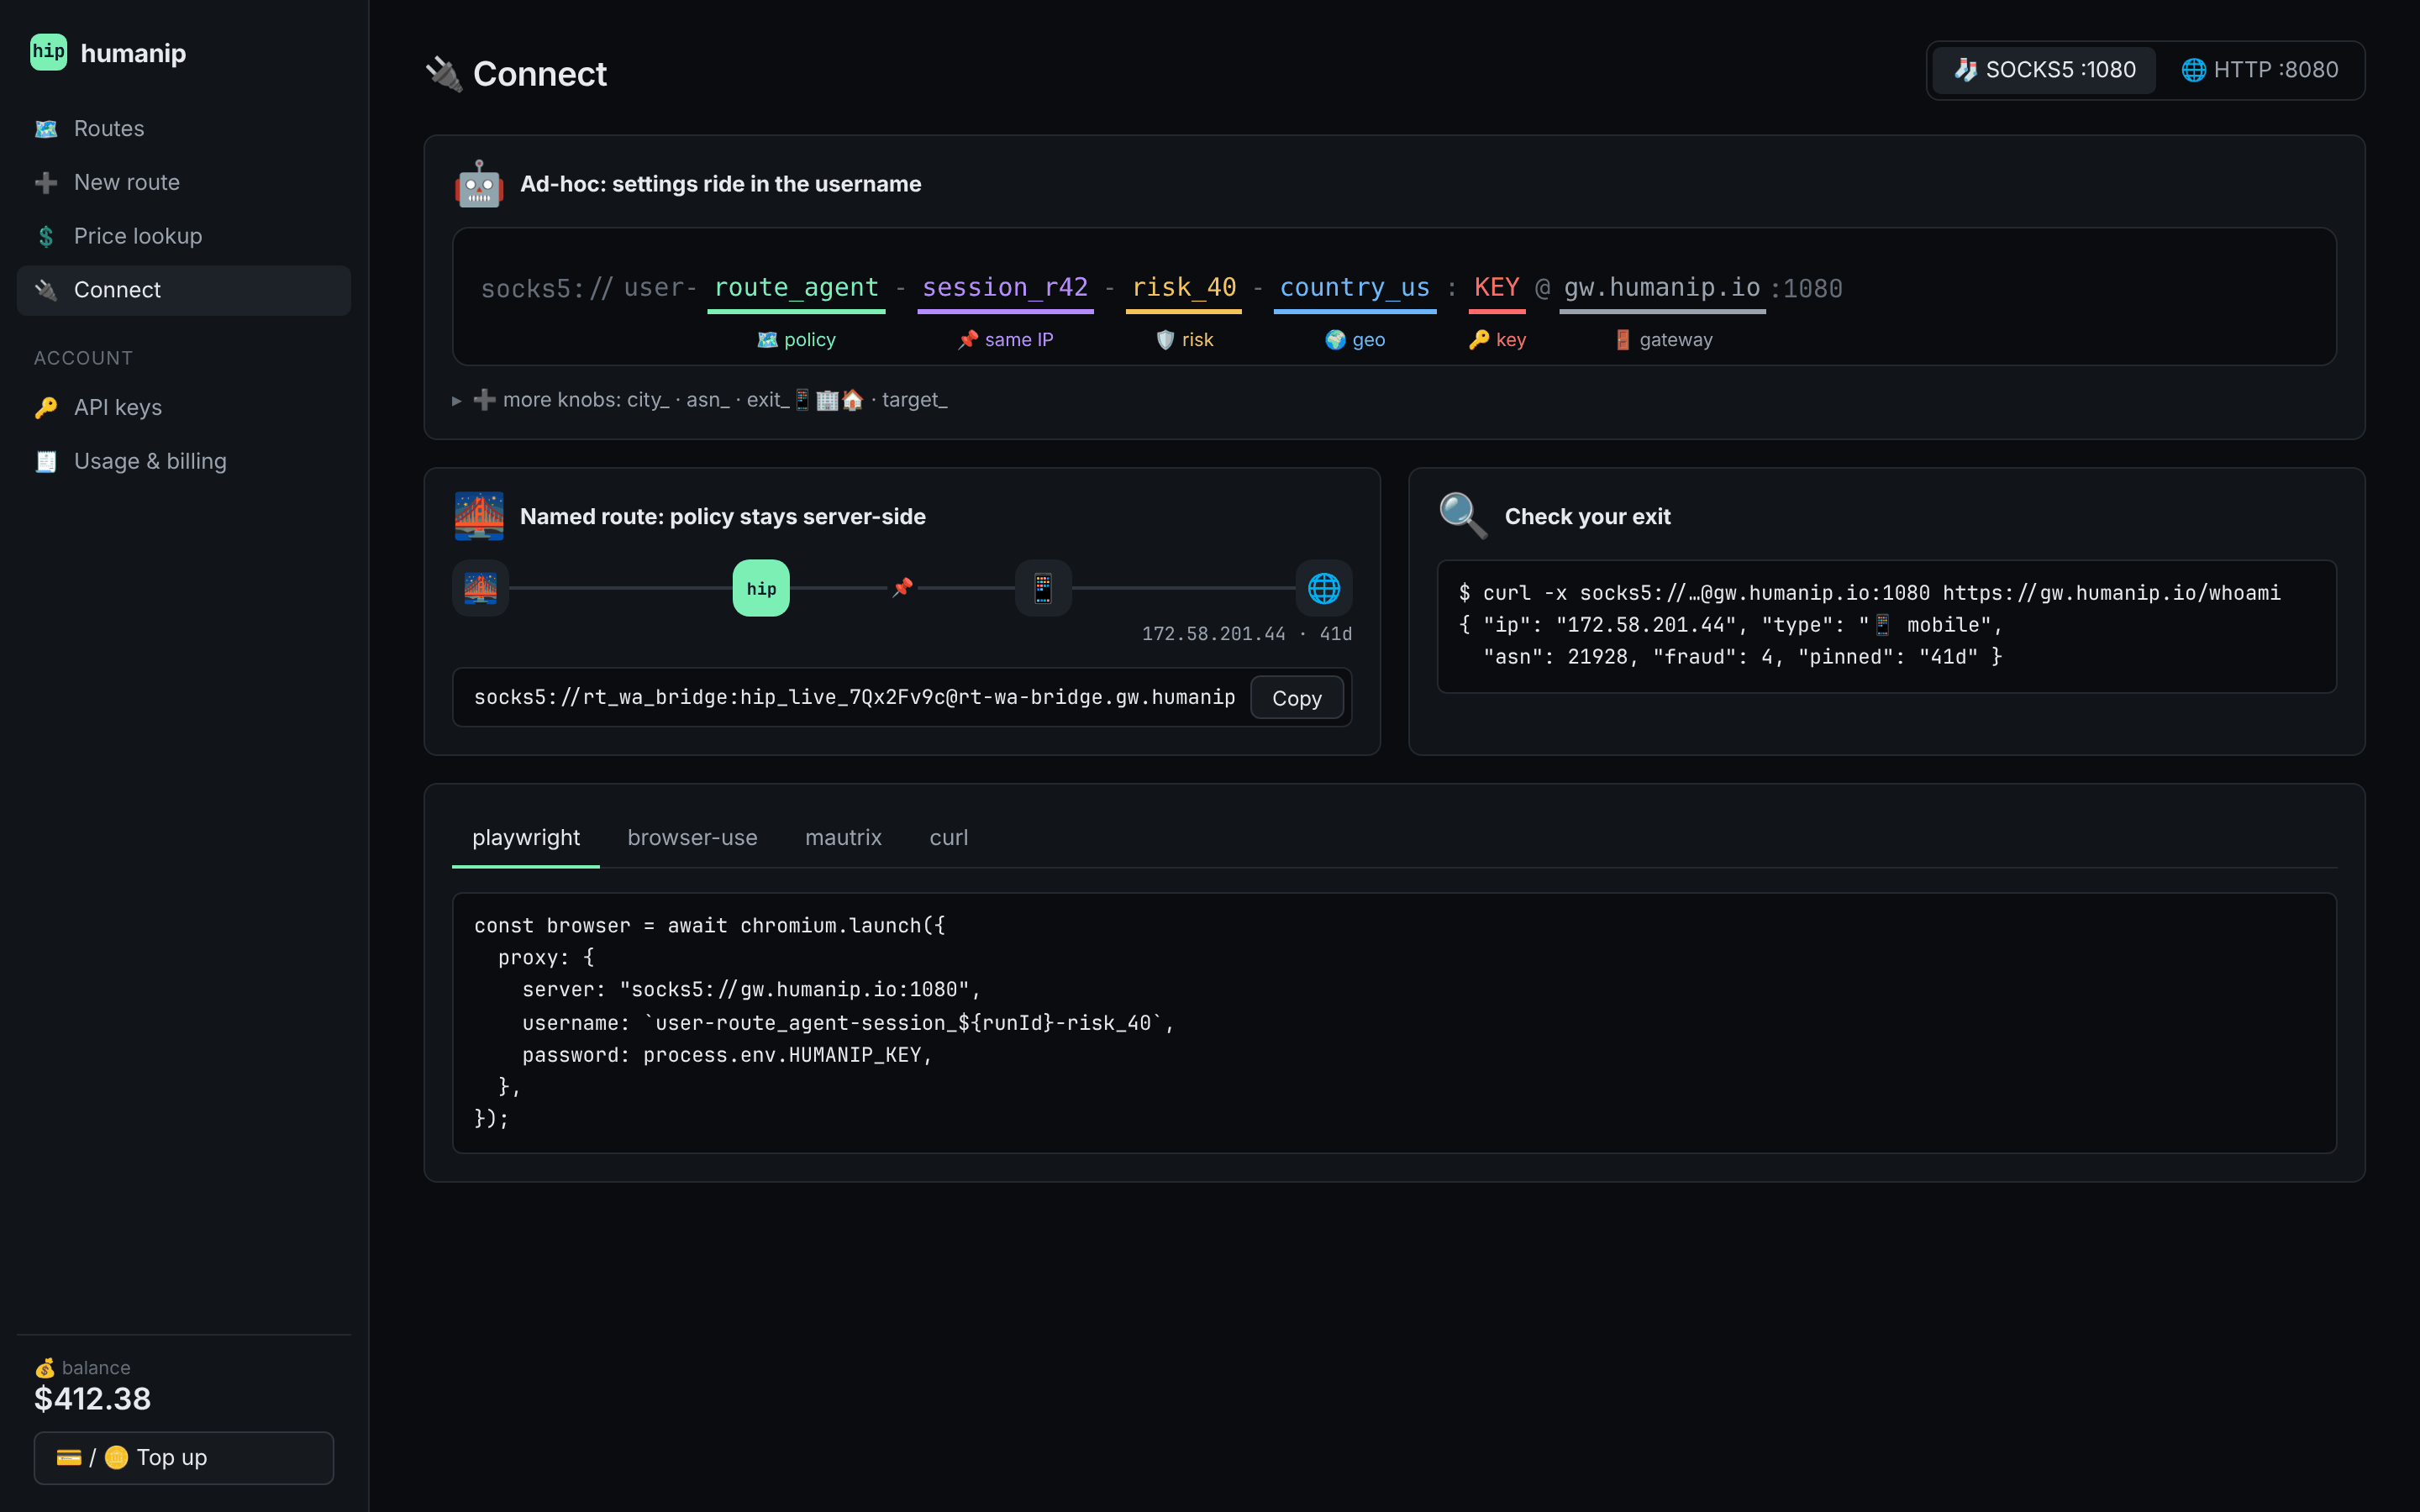 hip humanip
🗺️ Routes
➕ New route
💲 Price lookup
🔌 Connect
ACCOUNT
🔑 API keys
🧾 Usage & billing
💰 balance
$412.38
💳 / 🪙 Top up
🔌 Connect
🧦 SOCKS5 :1080 🌐 HTTP :8080
🤖 Ad-hoc: settings ride in the username
socks5:// user- route_agent - session_r42 - risk_40 - country_us : KEY @ gw.humanip.io :1080
🗺️ policy 📌 same IP 🛡️ risk 🌍 geo 🔑 key 🚪 gateway
▸ ➕ more knobs: city_ · asn_ · exit_📱🏢🏠 · target_
🌉 Named route: policy stays server-side
hip
172.58.201.44 · 41d
socks5://rt_wa_bridge:hip_live_7Qx2Fv9c@rt-wa-bridge.gw.humanip Copy
🔍 Check your exit
$ curl -x socks5://…@gw.humanip.io:1080 https://gw.humanip.io/whoami
{ "ip": "172.58.201.44", "type": "📱 mobile",
"asn": 21928, "fraud": 4, "pinned": "41d" }
playwright browser-use mautrix curl
const browser = await chromium.launch({
proxy: {
server: "socks5://gw.humanip.io:1080",
username: `user-route_agent-session_${runId}-risk_40`,
password: process.env.HUMANIP_KEY,
},
});